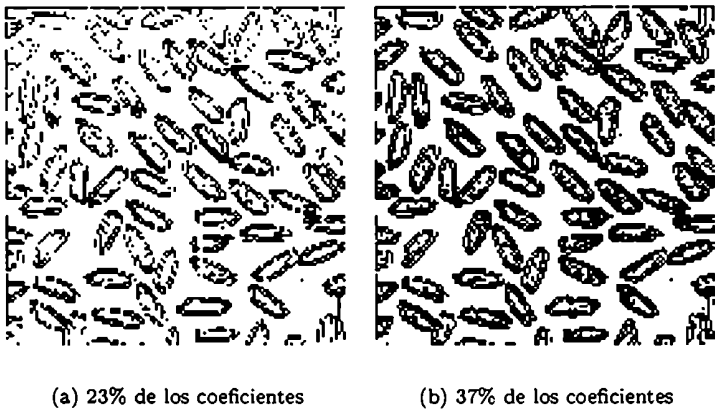 (a) 23% de los coeficientes
(b) 37% de los coeficientes